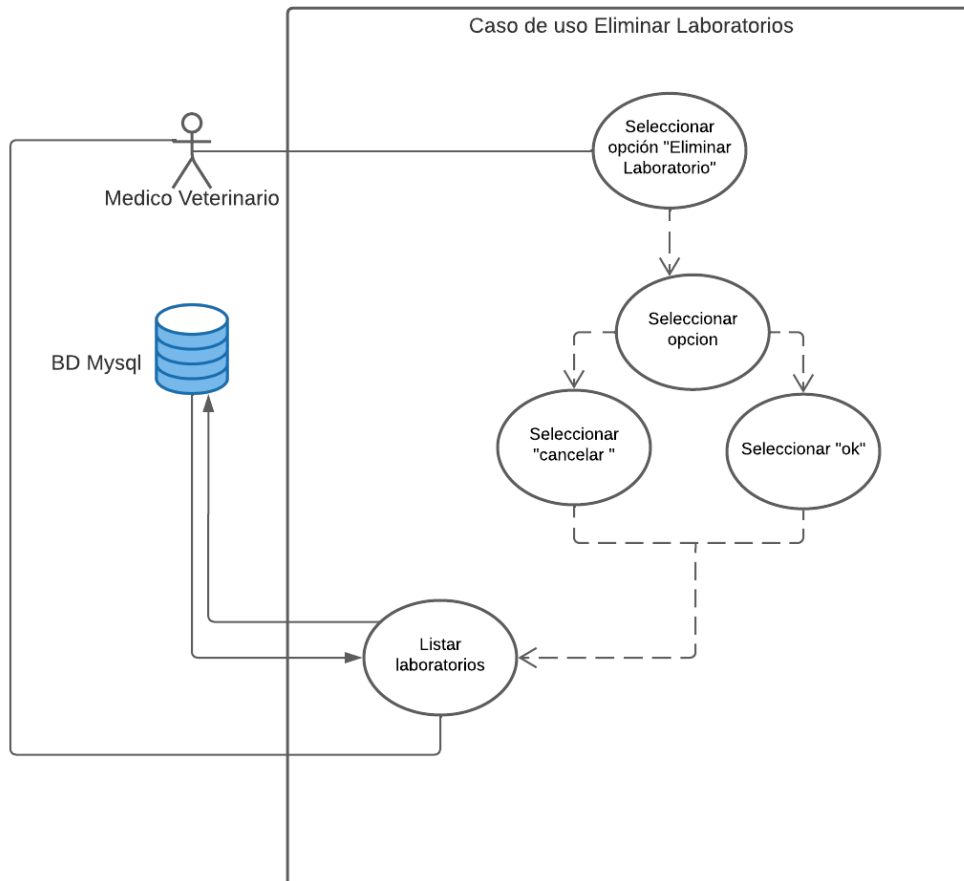 Caso de uso Eliminar Laboratorios
Seleccionar
opción "Eliminar
Laboratorio"
Medico Veterinario
Seleccionar
opcion
BD Mysql
Seleccionar
"cancelar "
Seleccionar "ok"
Listar
laboratorios